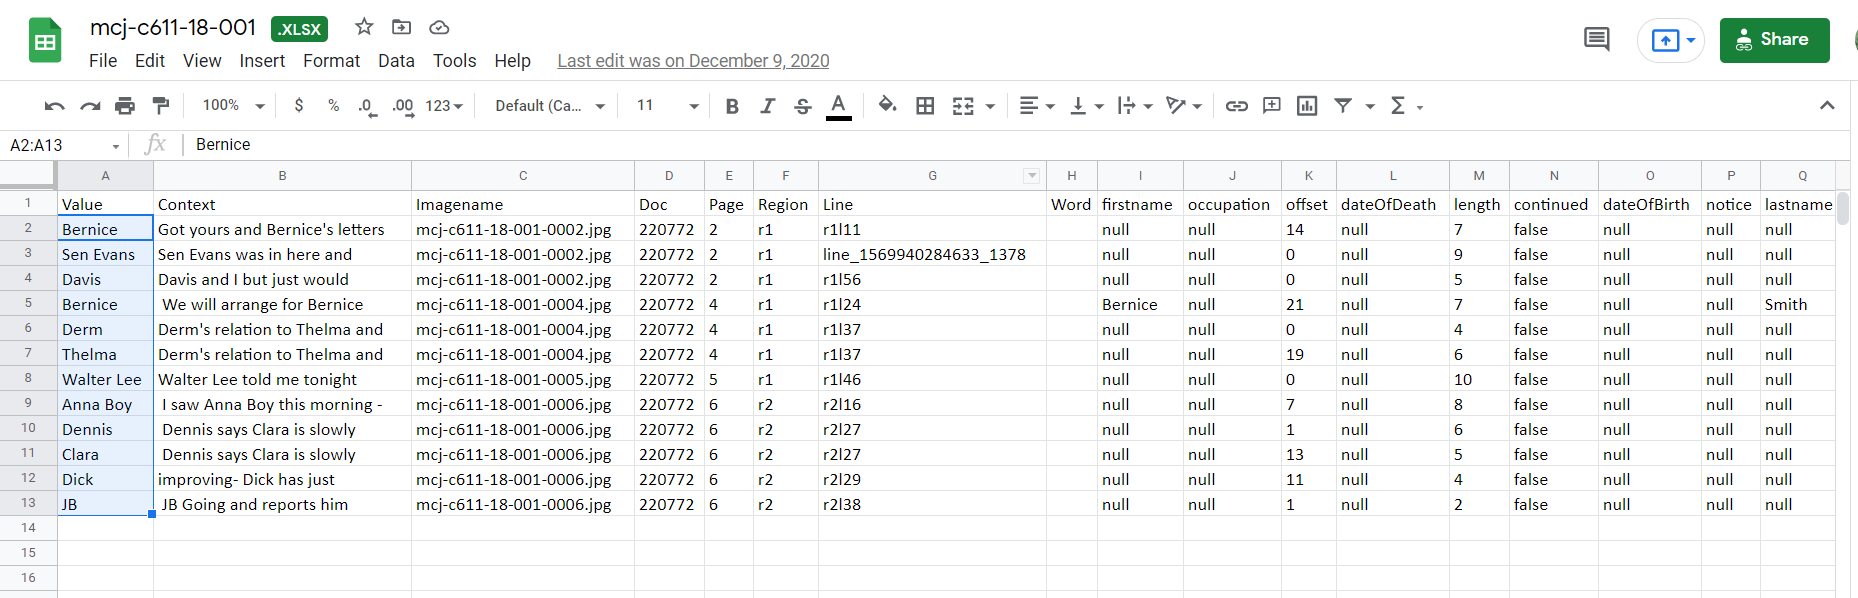 mcj-c611-18-001 .XLSX
File Edit View Insert Format Data Tools Help Last edit was on December 9, 2020
Share
100% $ % .0 .00 123 Default (Ca... 11 B I S A Σ
A2:A13 fx Bernice
A B C D E F G H I J K L M N O P Q
1 Value Context Imagename Doc Page Region Line Word firstname occupation offset dateOfDeath length continued dateOfBirth notice lastname
2 Bernice Got yours and Bernice's letters mcj-c611-18-001-0002.jpg 220772 2 r1 r1l11 null null 14 null 7 false null null null
3 Sen Evans Sen Evans was in here and mcj-c611-18-001-0002.jpg 220772 2 r1 line_1569940284633_1378 null null 0 null 9 false null null null
4 Davis Davis and I but just would mcj-c611-18-001-0002.jpg 220772 2 r1 r1l56 null null 0 null 5 false null null null
5 Bernice We will arrange for Bernice mcj-c611-18-001-0004.jpg 220772 4 r1 r1l24 Bernice null 21 null 7 false null null Smith
6 Derm Derm's relation to Thelma and mcj-c611-18-001-0004.jpg 220772 4 r1 r1l37 null null 0 null 4 false null null null
7 Thelma Derm's relation to Thelma and mcj-c611-18-001-0004.jpg 220772 4 r1 r1l37 null null 19 null 6 false null null null
8 Walter Lee Walter Lee told me tonight mcj-c611-18-001-0005.jpg 220772 5 r1 r1l46 null null 0 null 10 false null null null
9 Anna Boy I saw Anna Boy this morning - mcj-c611-18-001-0006.jpg 220772 6 r2 r2l16 null null 7 null 8 false null null null
10 Dennis Dennis says Clara is slowly mcj-c611-18-001-0006.jpg 220772 6 r2 r2l27 null null 1 null 6 false null null null
11 Clara Dennis says Clara is slowly mcj-c611-18-001-0006.jpg 220772 6 r2 r2l27 null null 13 null 5 false null null null
12 Dick improving- Dick has just mcj-c611-18-001-0006.jpg 220772 6 r2 r2l29 null null 11 null 4 false null null null
13 JB JB Going and reports him mcj-c611-18-001-0006.jpg 220772 6 r2 r2l38 null null 1 null 2 false null null null
14
15
16